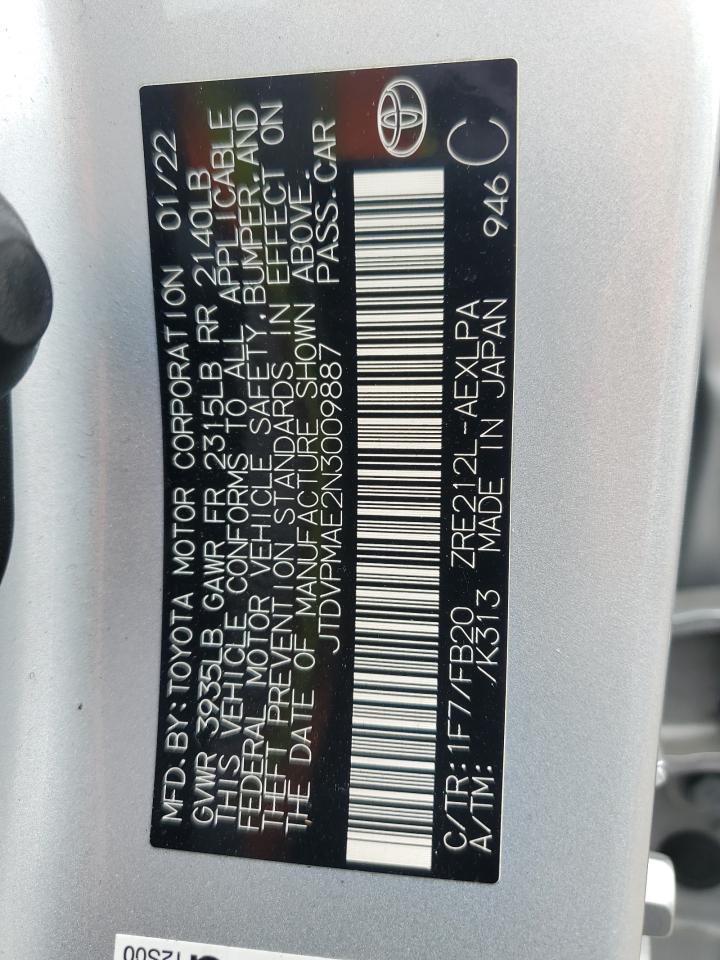 MFD.BY:TOYOTA MOTOR CORPORATION 01/22
GVWR 3935LB GAWR FR 2315LB RR 2140LB
THIS VEHICLE CONFORMS TO ALL APPLICABLE
FEDERAL MOTOR VEHICLE SAFETY,BUMPER,AND
THEFT PREVENTION STANDARDS IN EFFECT ON
THE DATE OF MANUFACTURE SHOWN ABOVE.
JTDVPMAE2N3009887 PASS.CAR
C/TR:1F7/FB20 ZRE212L-AEXLPA
A/TM: /K313 MADE IN JAPAN 946 C
12S00